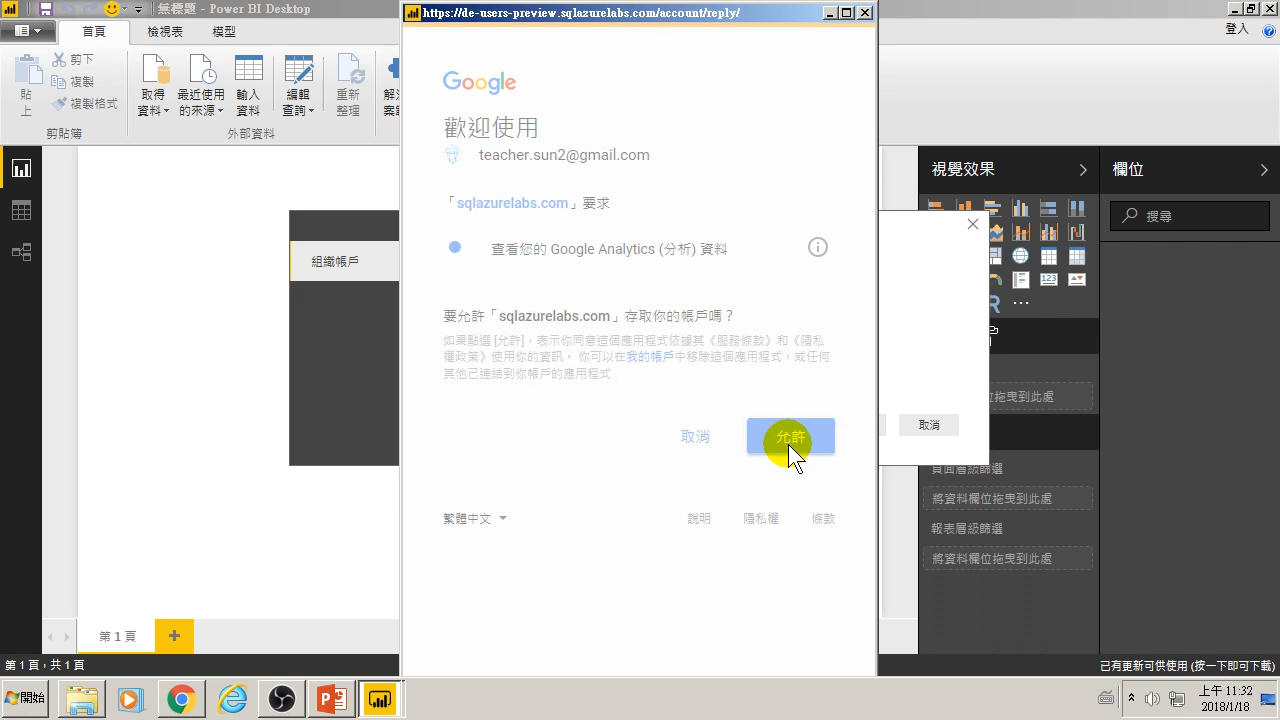 無標題 - Power BI Desktop
https://de-users-preview.sqlazurelabs.com/account/reply/
首頁
檢視表
模型
登入
貼上
剪下
複製
複製格式
剪貼簿
取得資料
最近使用的來源
輸入資料
外部資料
編輯查詢
重新整理
Google
歡迎使用
teacher.sun2@gmail.com
「sqlazurelabs.com」要求
查看您的 Google Analytics (分析) 資料
要允許「sqlazurelabs.com」存取你的帳戶嗎？
如果點選 [允許]，表示你同意這個應用程式依據其《服務條款》和《隱私
權政策》使用你的資訊。 你可以在我的帳戶中移除這個應用程式，或任何
其他已連結到你帳戶的應用程式
取消
允許
繁體中文
說明
隱私權
條款
組織帳戶
取消
視覺效果
欄位
搜尋
123
R
位拖曳到此處
頁面層級篩選
將資料欄位拖曳到此處
報表層級篩選
將資料欄位拖曳到此處
第 1 頁
第 1 頁，共 1 頁
已有更新可供使用 (按一下即可下載)
開始
上午 11:32
2018/1/18